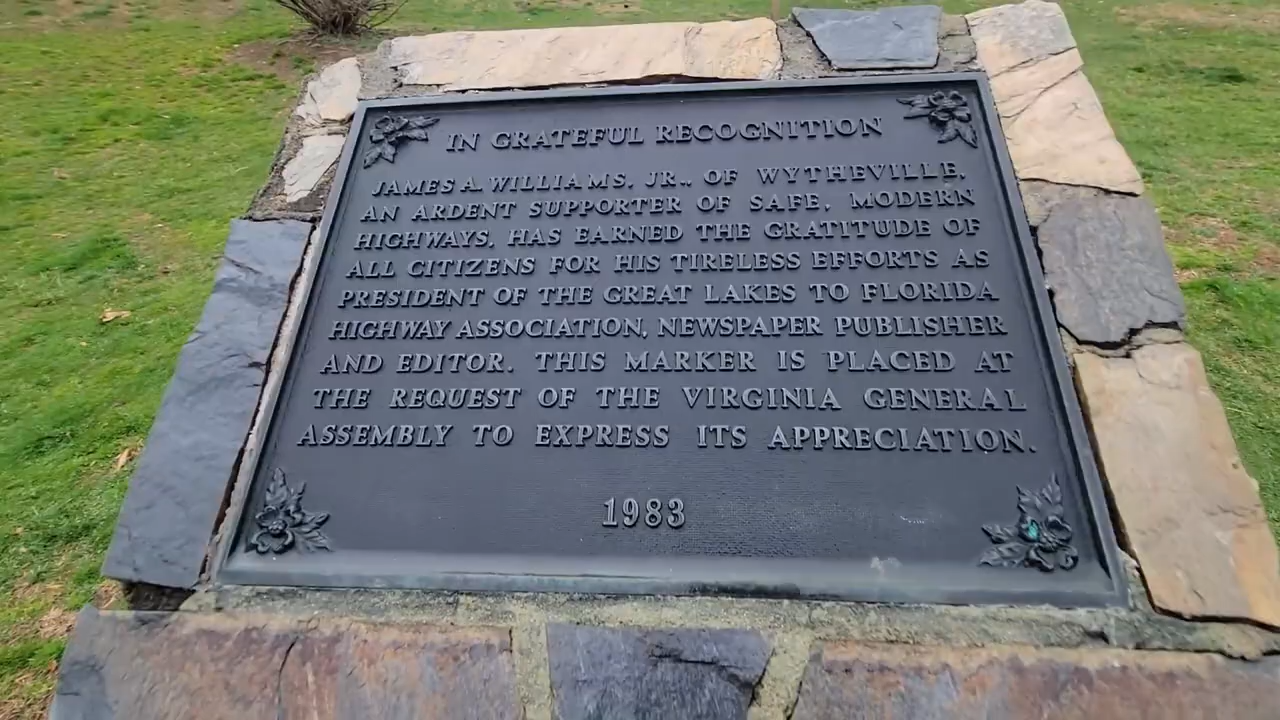 IN GRATEFUL RECOGNITION
JAMES A. WILLIAMS, JR., OF WYTHEVILLE,
AN ARDENT SUPPORTER OF SAFE, MODERN
HIGHWAYS, HAS EARNED THE GRATITUDE OF
ALL CITIZENS FOR HIS TIRELESS EFFORTS AS
PRESIDENT OF THE GREAT LAKES TO FLORIDA
HIGHWAY ASSOCIATION, NEWSPAPER PUBLISHER
AND EDITOR. THIS MARKER IS PLACED AT
THE REQUEST OF THE VIRGINIA GENERAL
ASSEMBLY TO EXPRESS ITS APPRECIATION.
1983